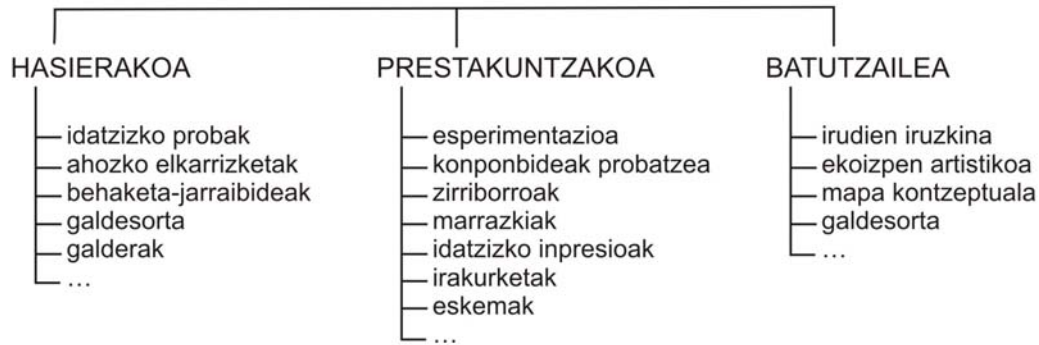 HASIERAKOA
idatzizko probak
ahozko elkarrizketak
behaketa-jarraibideak
galdesorta
galderak
…
PRESTAKUNTZAKOA
esperimentazioa
konponbideak probatzea
zirriborroak
marrazkiak
idatzizko inpresioak
irakurketak
eskemak
…
BATUTZAILEA
irudien iruzkina
ekoizpen artistikoa
mapa kontzeptuala
galdesorta
…